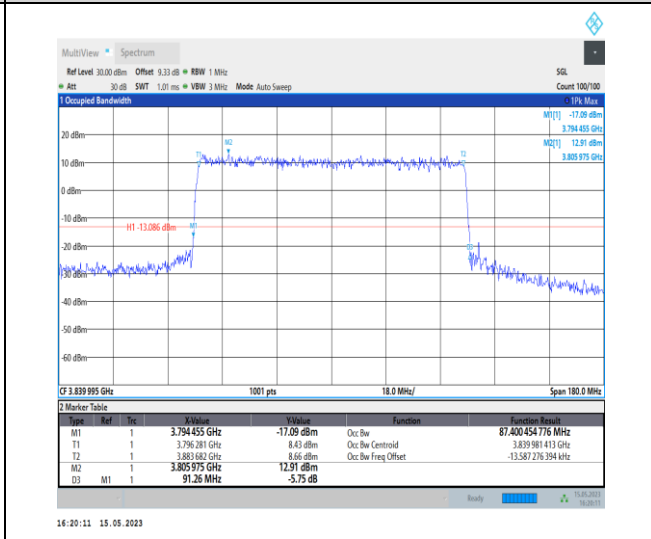 MultiView Spectrum
Ref Level 30.00 dBm Offset 9.33 dB RBW 1 MHz SGL
Att 30 dB SWT 1.01 ms VBW 3 MHz Mode Auto Sweep Count 100/100
1 Occupied Bandwidth 1Pk Max
M1[1] -17.09 dBm
3.794 455 GHz
M2[1] 12.91 dBm
3.805 975 GHz
20 dBm
M2
T1
T2
10 dBm
0 dBm
-10 dBm
H1 -13.086 dBm
M1
-20 dBm
D3
-30 dBm
-40 dBm
-50 dBm
-60 dBm
CF 3.839 995 GHz 1001 pts 18.0 MHz/ Span 180.0 MHz
2 Marker Table
Type Ref Trc X-Value Y-Value Function Function Result
M1 1 3.794 455 GHz -17.09 dBm Occ Bw 87.400 454 776 MHz
T1 1 3.796 281 GHz 8.43 dBm Occ Bw Centroid 3.839 981 413 GHz
T2 1 3.883 682 GHz 8.66 dBm Occ Bw Freq Offset -13.587 276 394 kHz
M2 1 3.805 975 GHz 12.91 dBm
D3 M1 1 91.26 MHz -5.75 dB
Ready 15.05.2023
16:20:11
16:20:11 15.05.2023